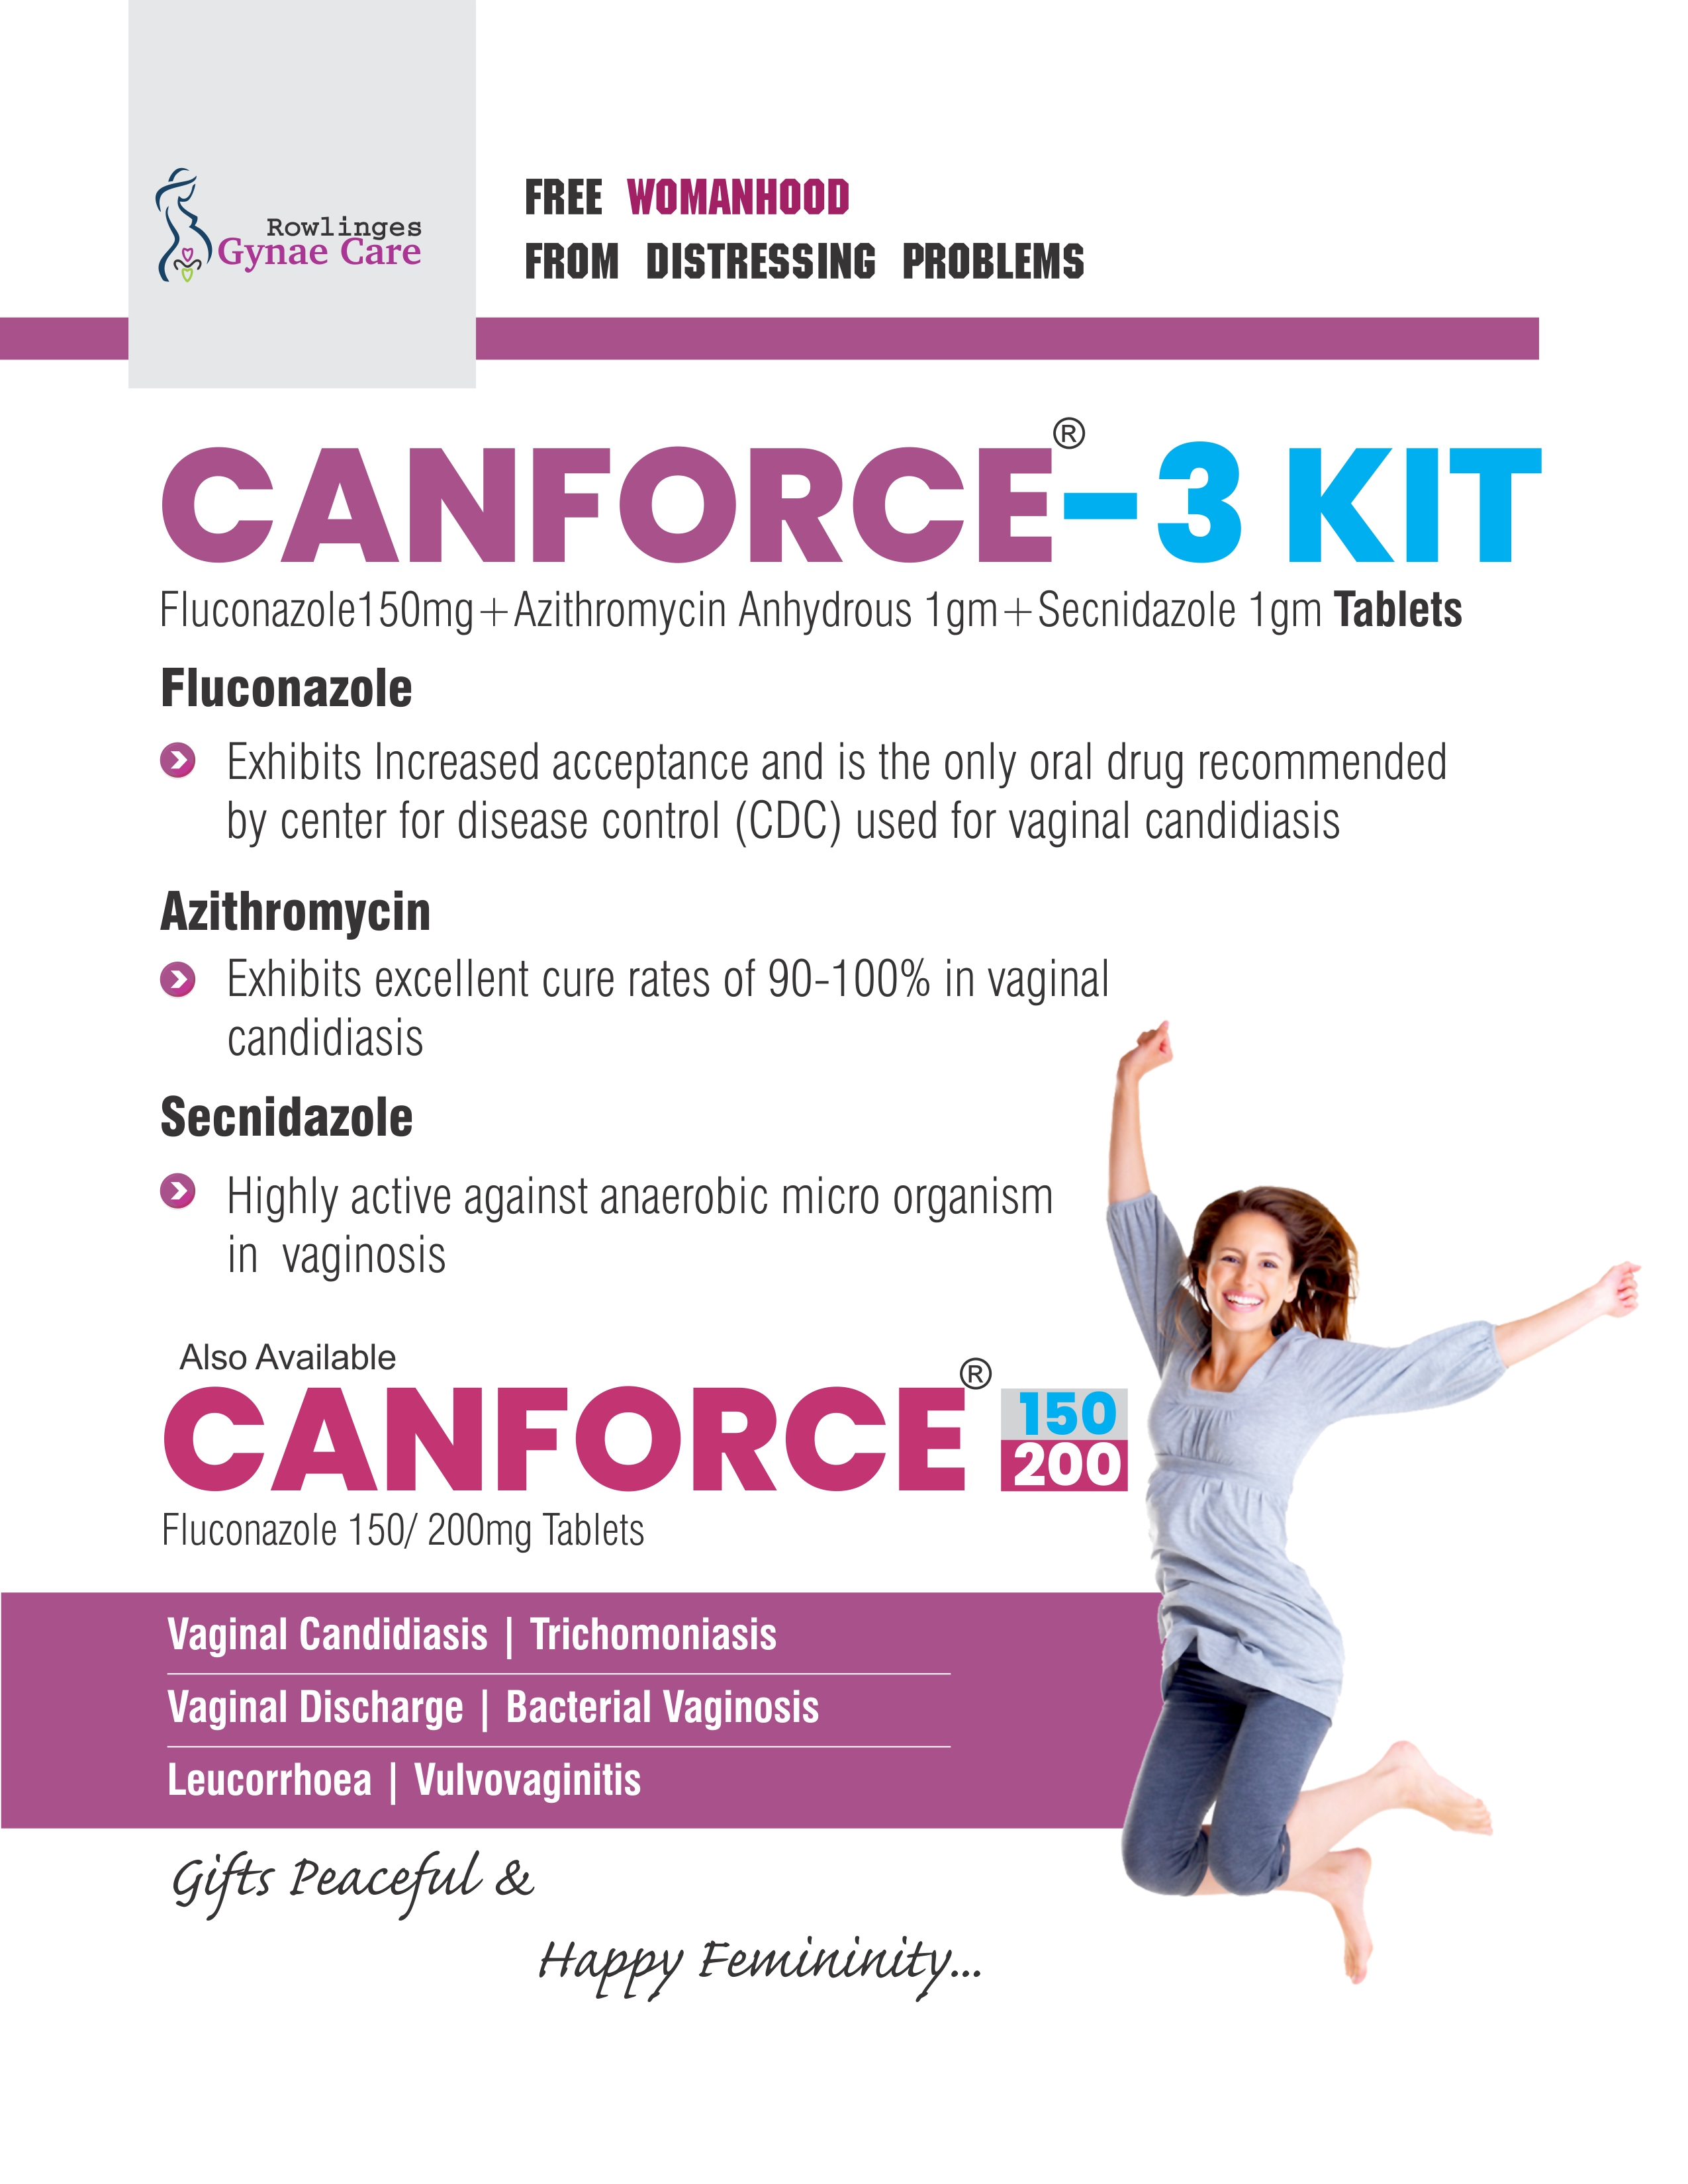 Rowlinges
Gynae Care
FREE WOMANHOOD
FROM DISTRESSING PROBLEMS
CANFORCE®-3 KIT
Fluconazole150mg+Azithromycin Anhydrous 1gm+Secnidazole 1gm Tablets
Fluconazole
Exhibits Increased acceptance and is the only oral drug recommended
by center for disease control (CDC) used for vaginal candidiasis
Azithromycin
Exhibits excellent cure rates of 90-100% in vaginal
candidiasis
Secnidazole
Highly active against anaerobic micro organism
in vaginosis
Also Available
CANFORCE® 150
200
Fluconazole 150/ 200mg Tablets
Vaginal Candidiasis | Trichomoniasis
Vaginal Discharge | Bacterial Vaginosis
Leucorrhoea | Vulvovaginitis
Gifts Peaceful &
Happy Femininity...